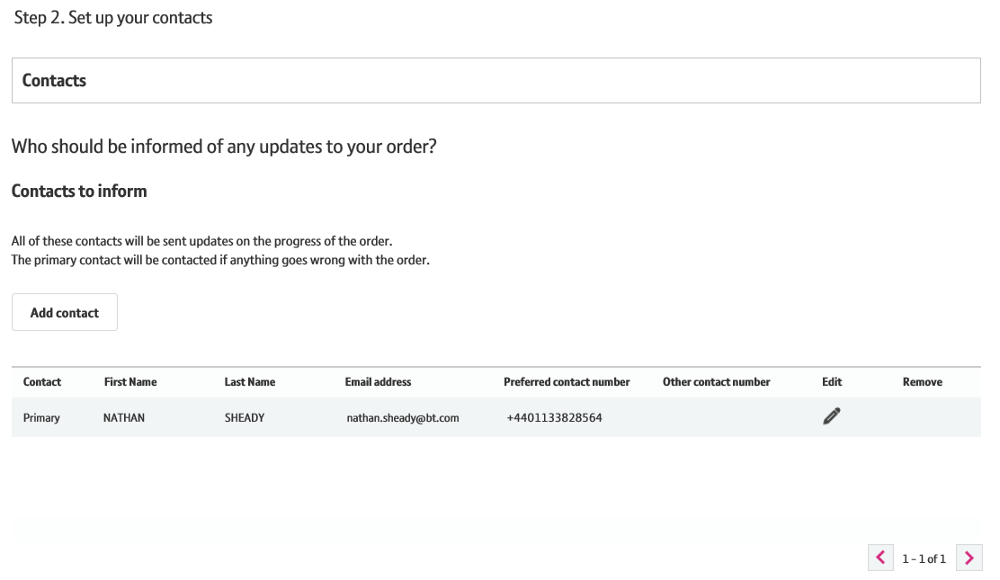 Step 2. Set up your contacts
Contacts
Who should be informed of any updates to your order?
Contacts to inform
All of these contacts will be sent updates on the progress of the order.
The primary contact will be contacted if anything goes wrong with the order.
Add contact
Contact First Name Last Name Email address Preferred contact number Other contact number Edit Remove
Primary NATHAN SHEADY nathan.sheady@bt.com +4401133828564
1 - 1 of 1